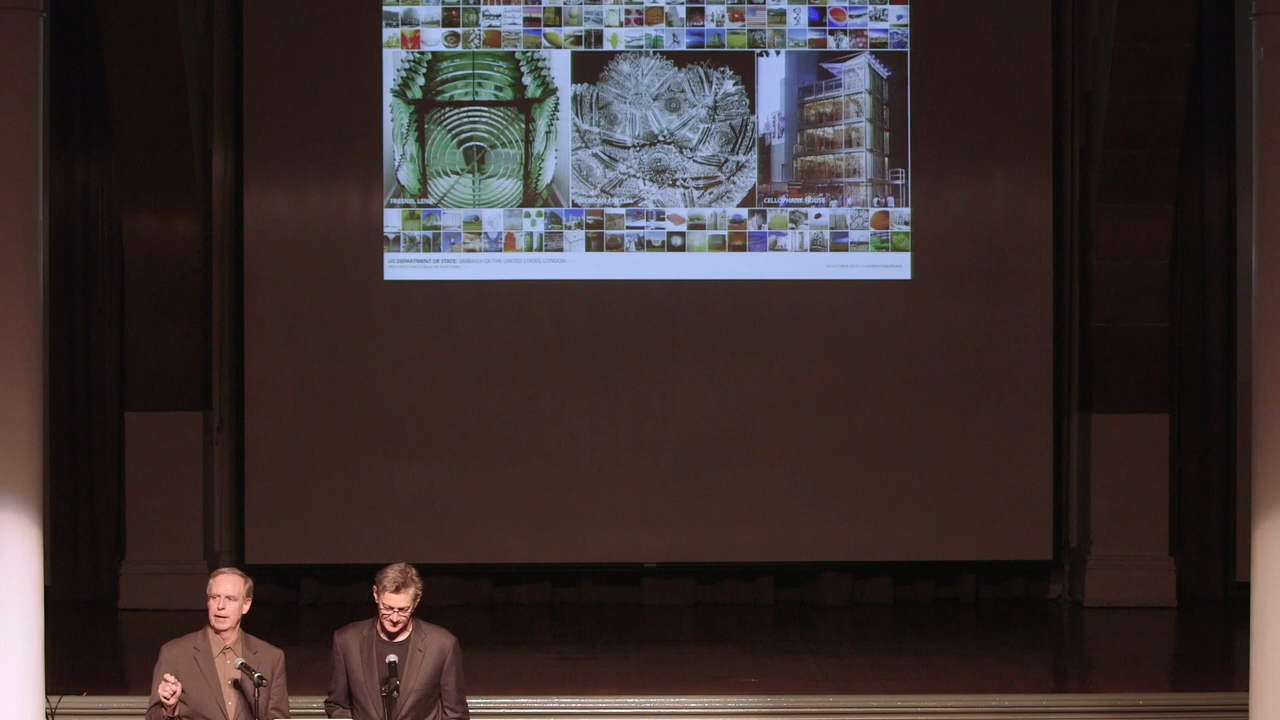 FRESNEL LENS
AMERICAN CRYSTAL
CELLOPHANE HOUSE
US DEPARTMENT OF STATE EMBASSY OF THE UNITED STATES, LONDON